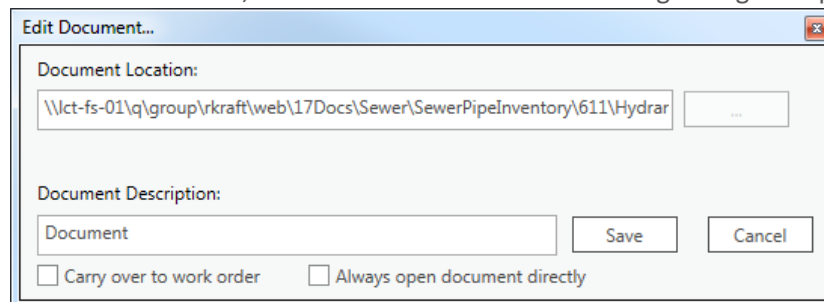 Edit Document...
Document Location:
\\lct-fs-01\q\group\rkraft\web\17Docs\Sewer\SewerPipeInventory\611\Hydrar
...
Document Description:
Document Save Cancel
Carry over to work order Always open document directly